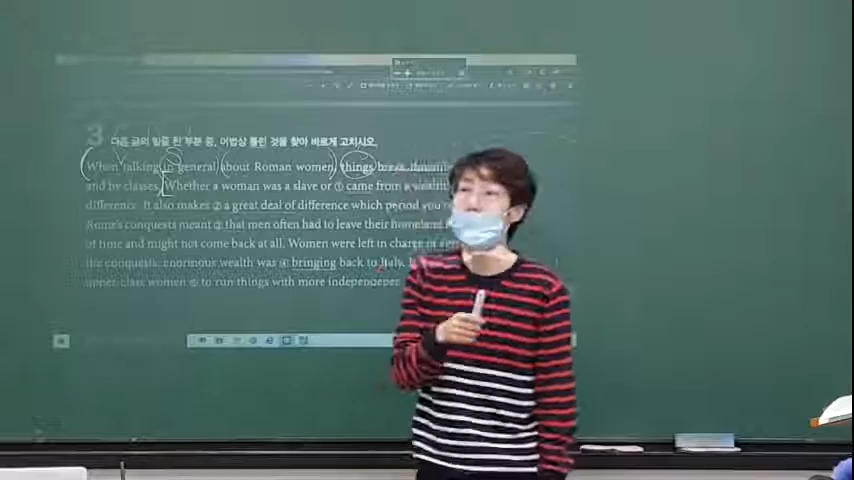 3 다음 글의 밑줄 친 부분 중, 어법상 틀린 것을 찾아 바르게 고치시오.
When talking in general about Roman women, things
and by classes. Whether a woman was a slave or ① came from a
difference. It also makes ② a great deal of difference which period you
Rome's conquests meant ③ that men often had to leave their
of time and might not come back at all. Women were left in charge
the conquests, enormous wealth was ④ bringing back to Italy.
upper-class women ⑤ to run things with more independence